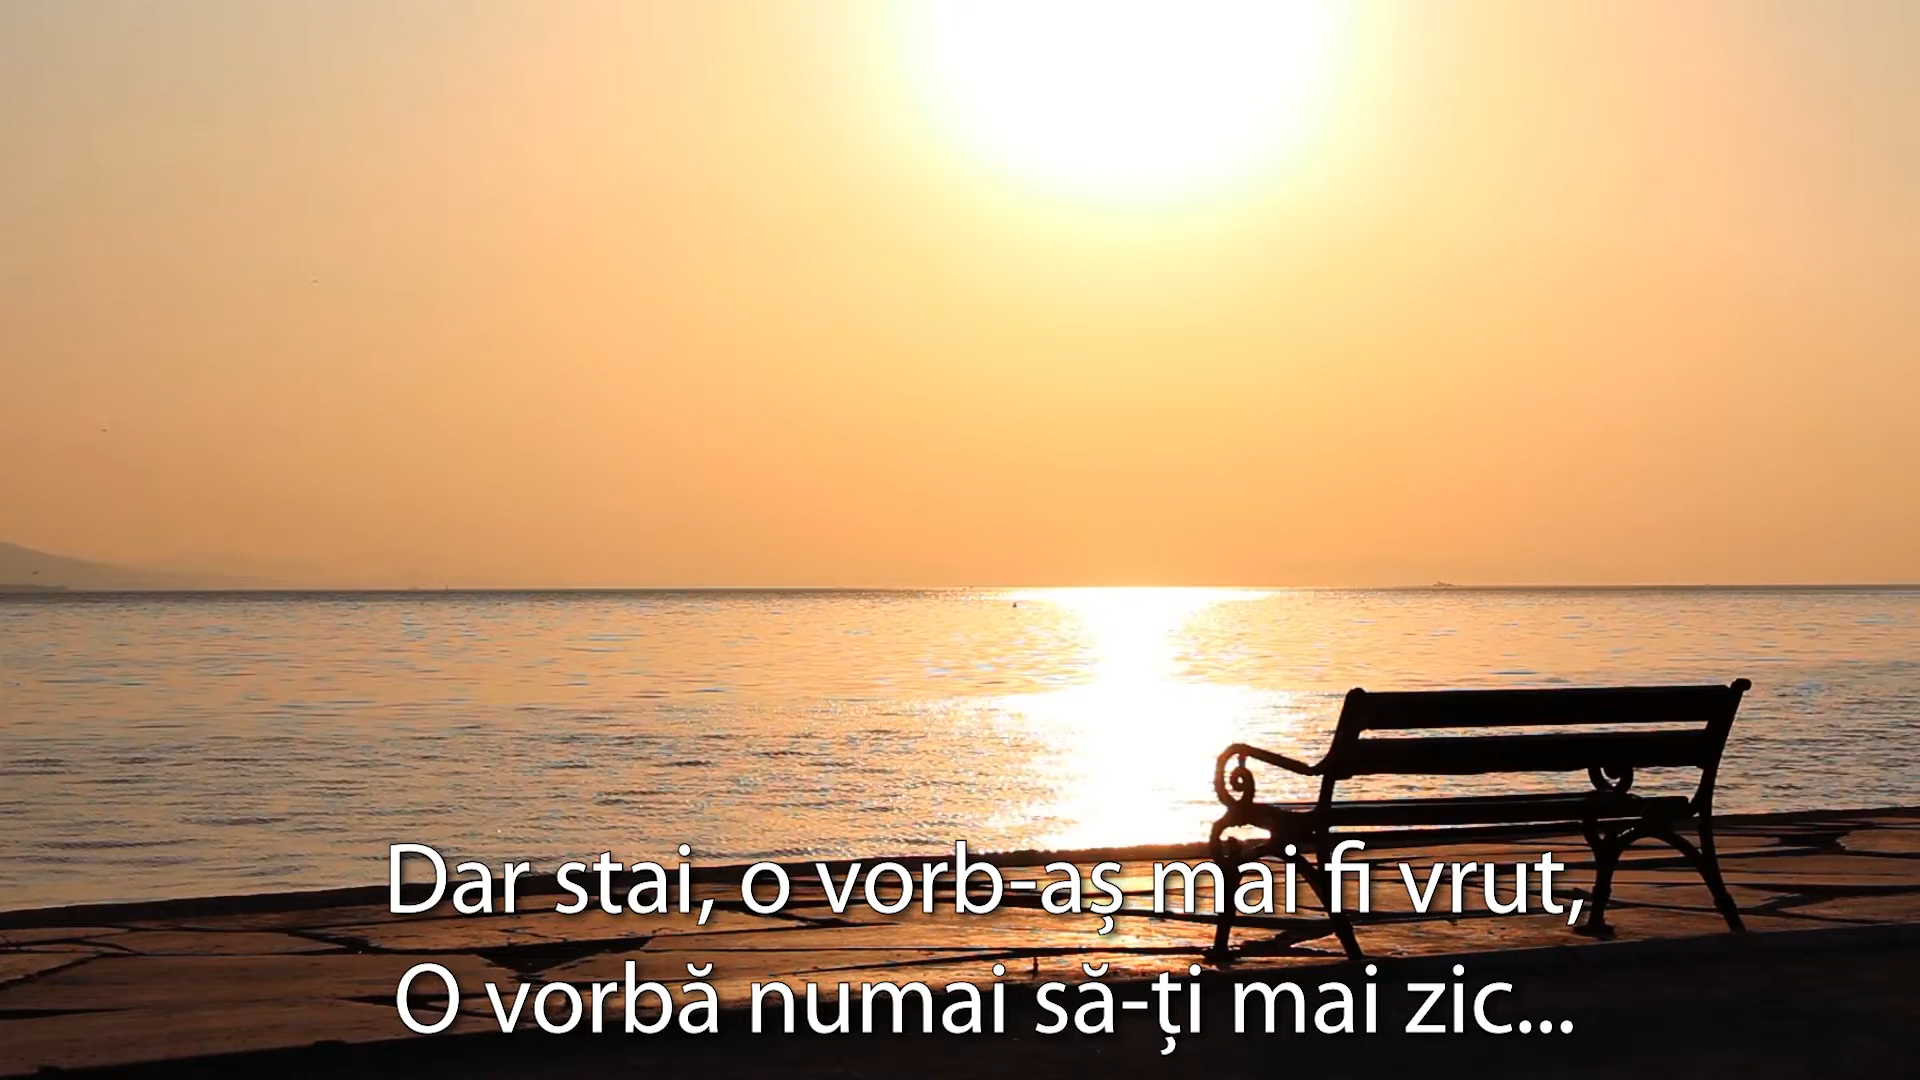 Dar stai, o vorb-aș mai fi vrut,
O vorbă numai să-ți mai zic...